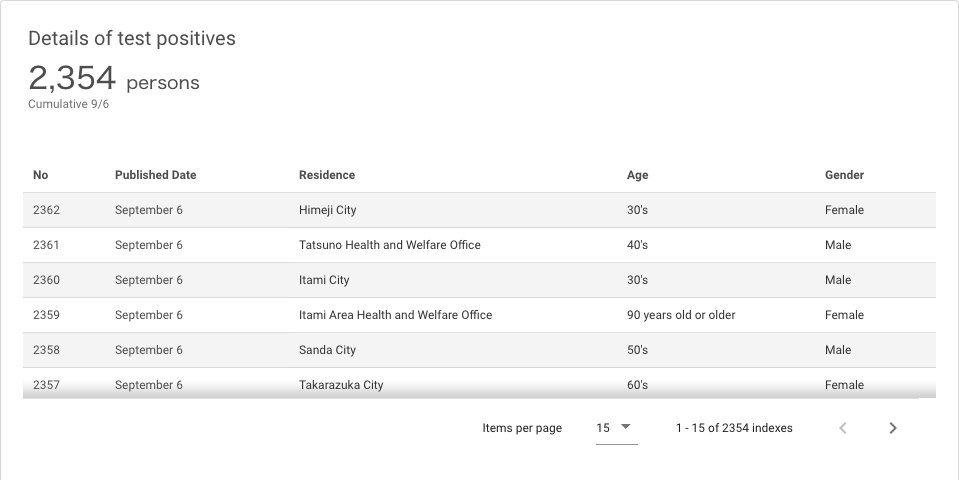 Details of test positives
2,354 persons
Cumulative 9/6
No Published Date Residence Age Gender
2362 September 6 Himeji City 30's Female
2361 September 6 Tatsuno Health and Welfare Office 40's Male
2360 September 6 Itami City 30's Male
2359 September 6 Itami Area Health and Welfare Office 90 years old or older Female
2358 September 6 Sanda City 50's Male
2357 September 6 Takarazuka City 60's Female
Items per page 15 1 - 15 of 2354 indexes